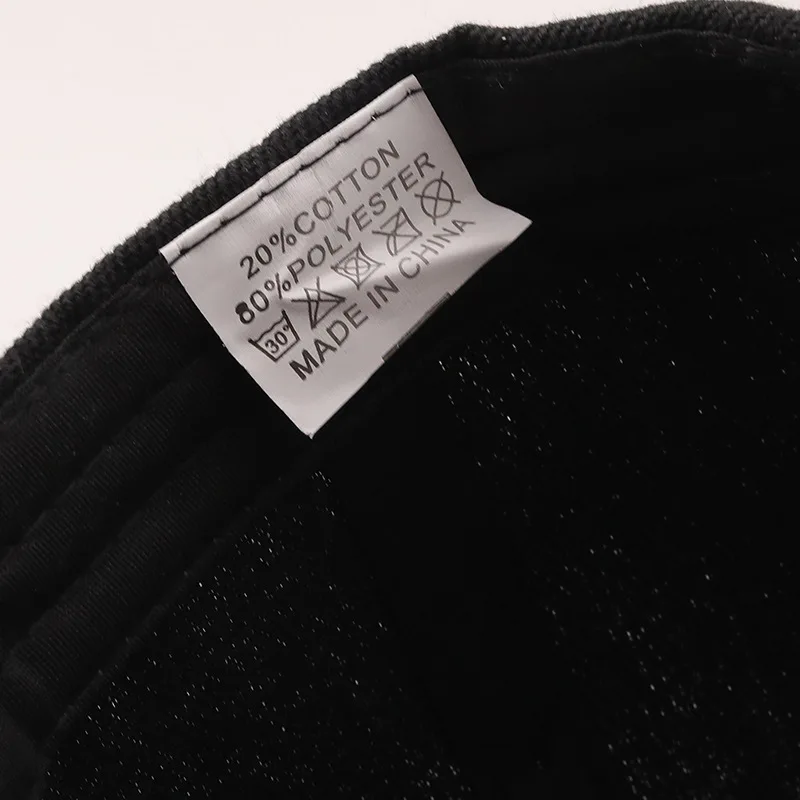 20%COTTON
80%POLYESTER
30°
MADE IN CHINA